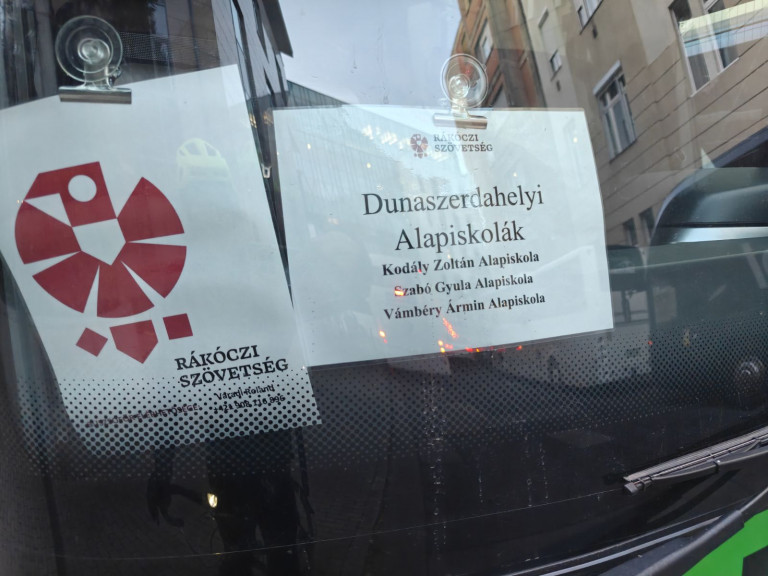 RÁKÓCZI
SZÖVETSÉG
RÁKÓCZI
SZÖVETSÉG
Dunaszerdahelyi
Alapiskolák
Kodály Zoltán Alapiskola
Szabó Gyula Alapiskola
Vámbéry Ármin Alapiskola